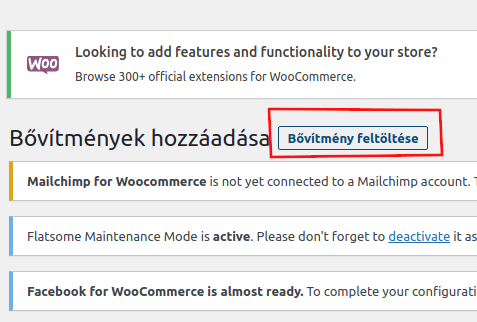 Looking to add features and functionality to your store?
WOO
Browse 300+ official extensions for WooCommerce.
Bővítmények hozzáadása Bővítmény feltöltése
Mailchimp for Woocommerce is not yet connected to a Mailchimp account.
Flatsome Maintenance Mode is active. Please don't forget to deactivate it as
Facebook for WooCommerce is almost ready. To complete your configurati